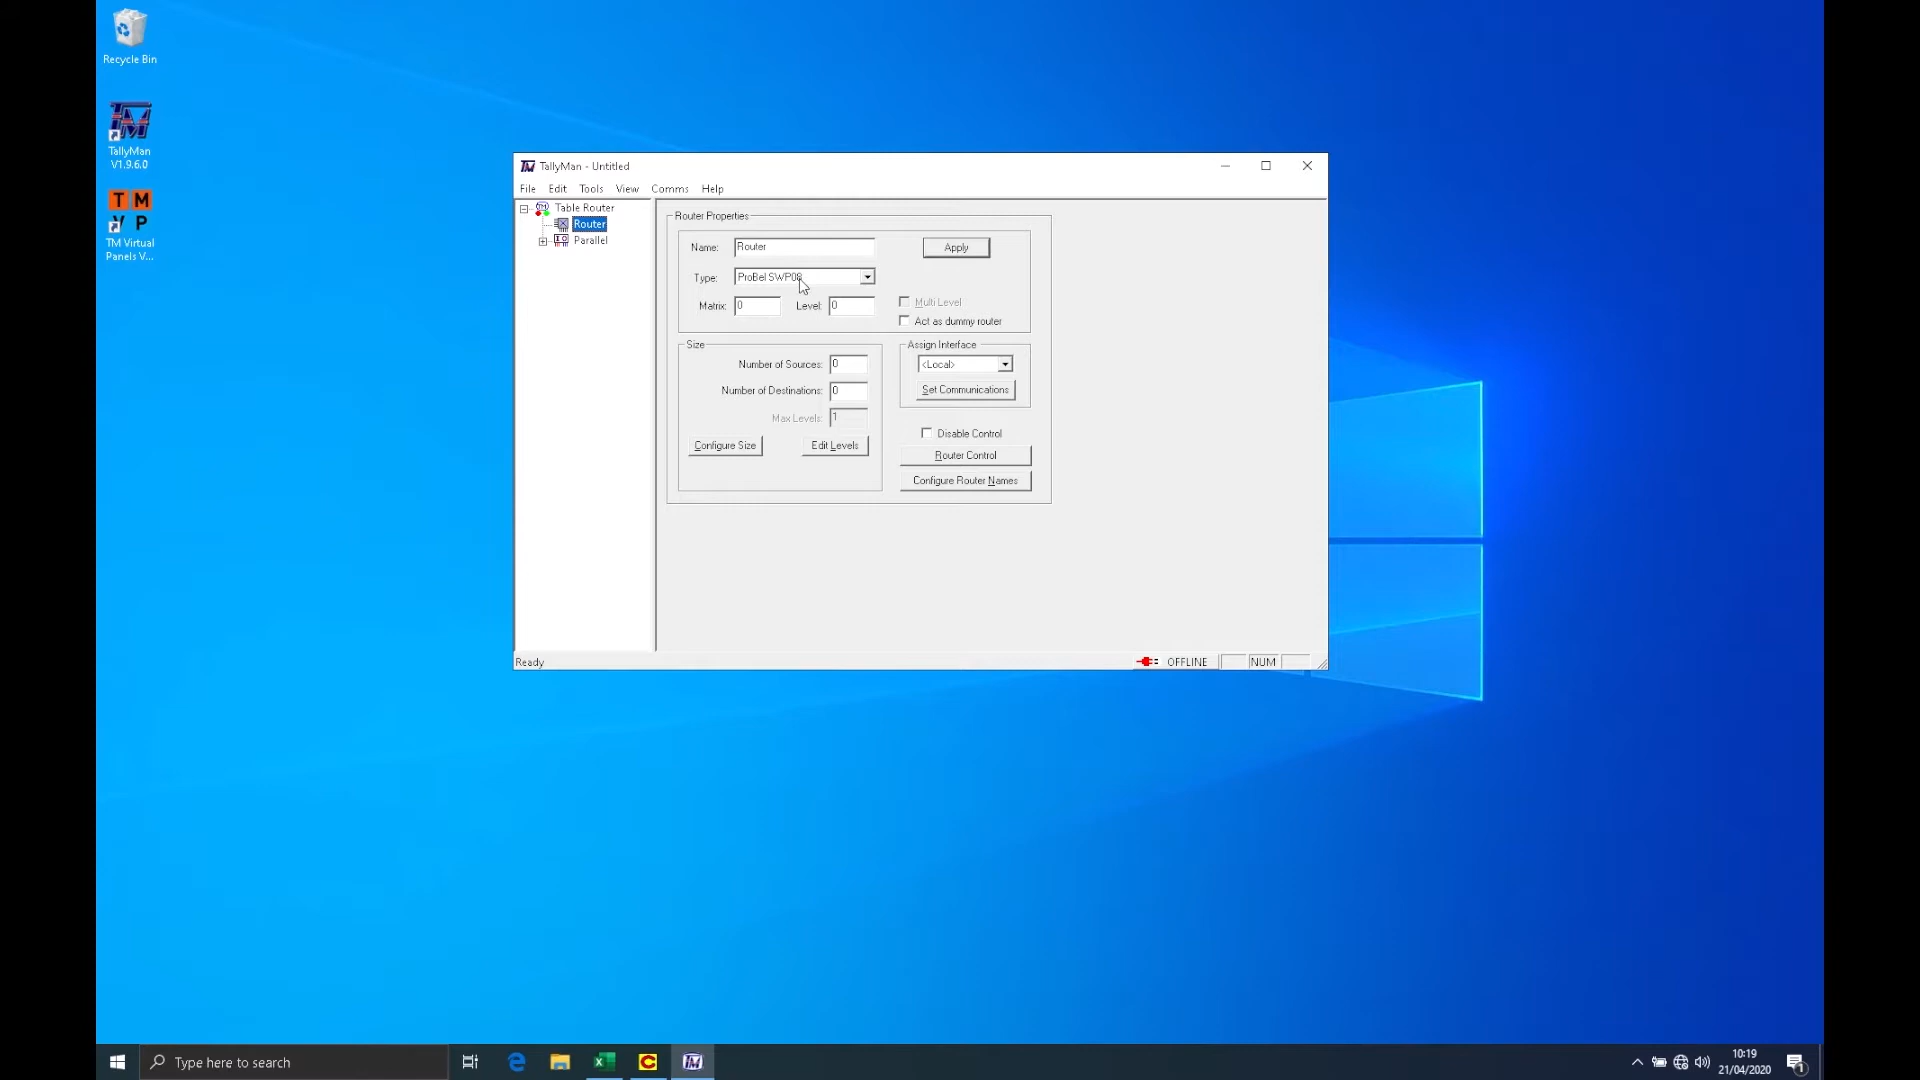 Recycle Bin
TallyMan
V1.9.6.0
TM
VP
TM Virtual
Panels V...
TallyMan - Untitled
File Edit Tools View Comms Help
Table Router
Router
Parallel
Router Properties
Name: Router
Apply
Type: ProBel SWP08
Matrix: 0 Level: 0
Multi Level
Act as dummy router
Size
Number of Sources: 0
Number of Destinations: 0
Max Levels: 1
Configure Size Edit Levels
Assign Interface
<Local>
Set Communications
Disable Control
Router Control
Configure Router Names
Ready
OFFLINE NUM
Type here to search
10:19
21/04/2020
1